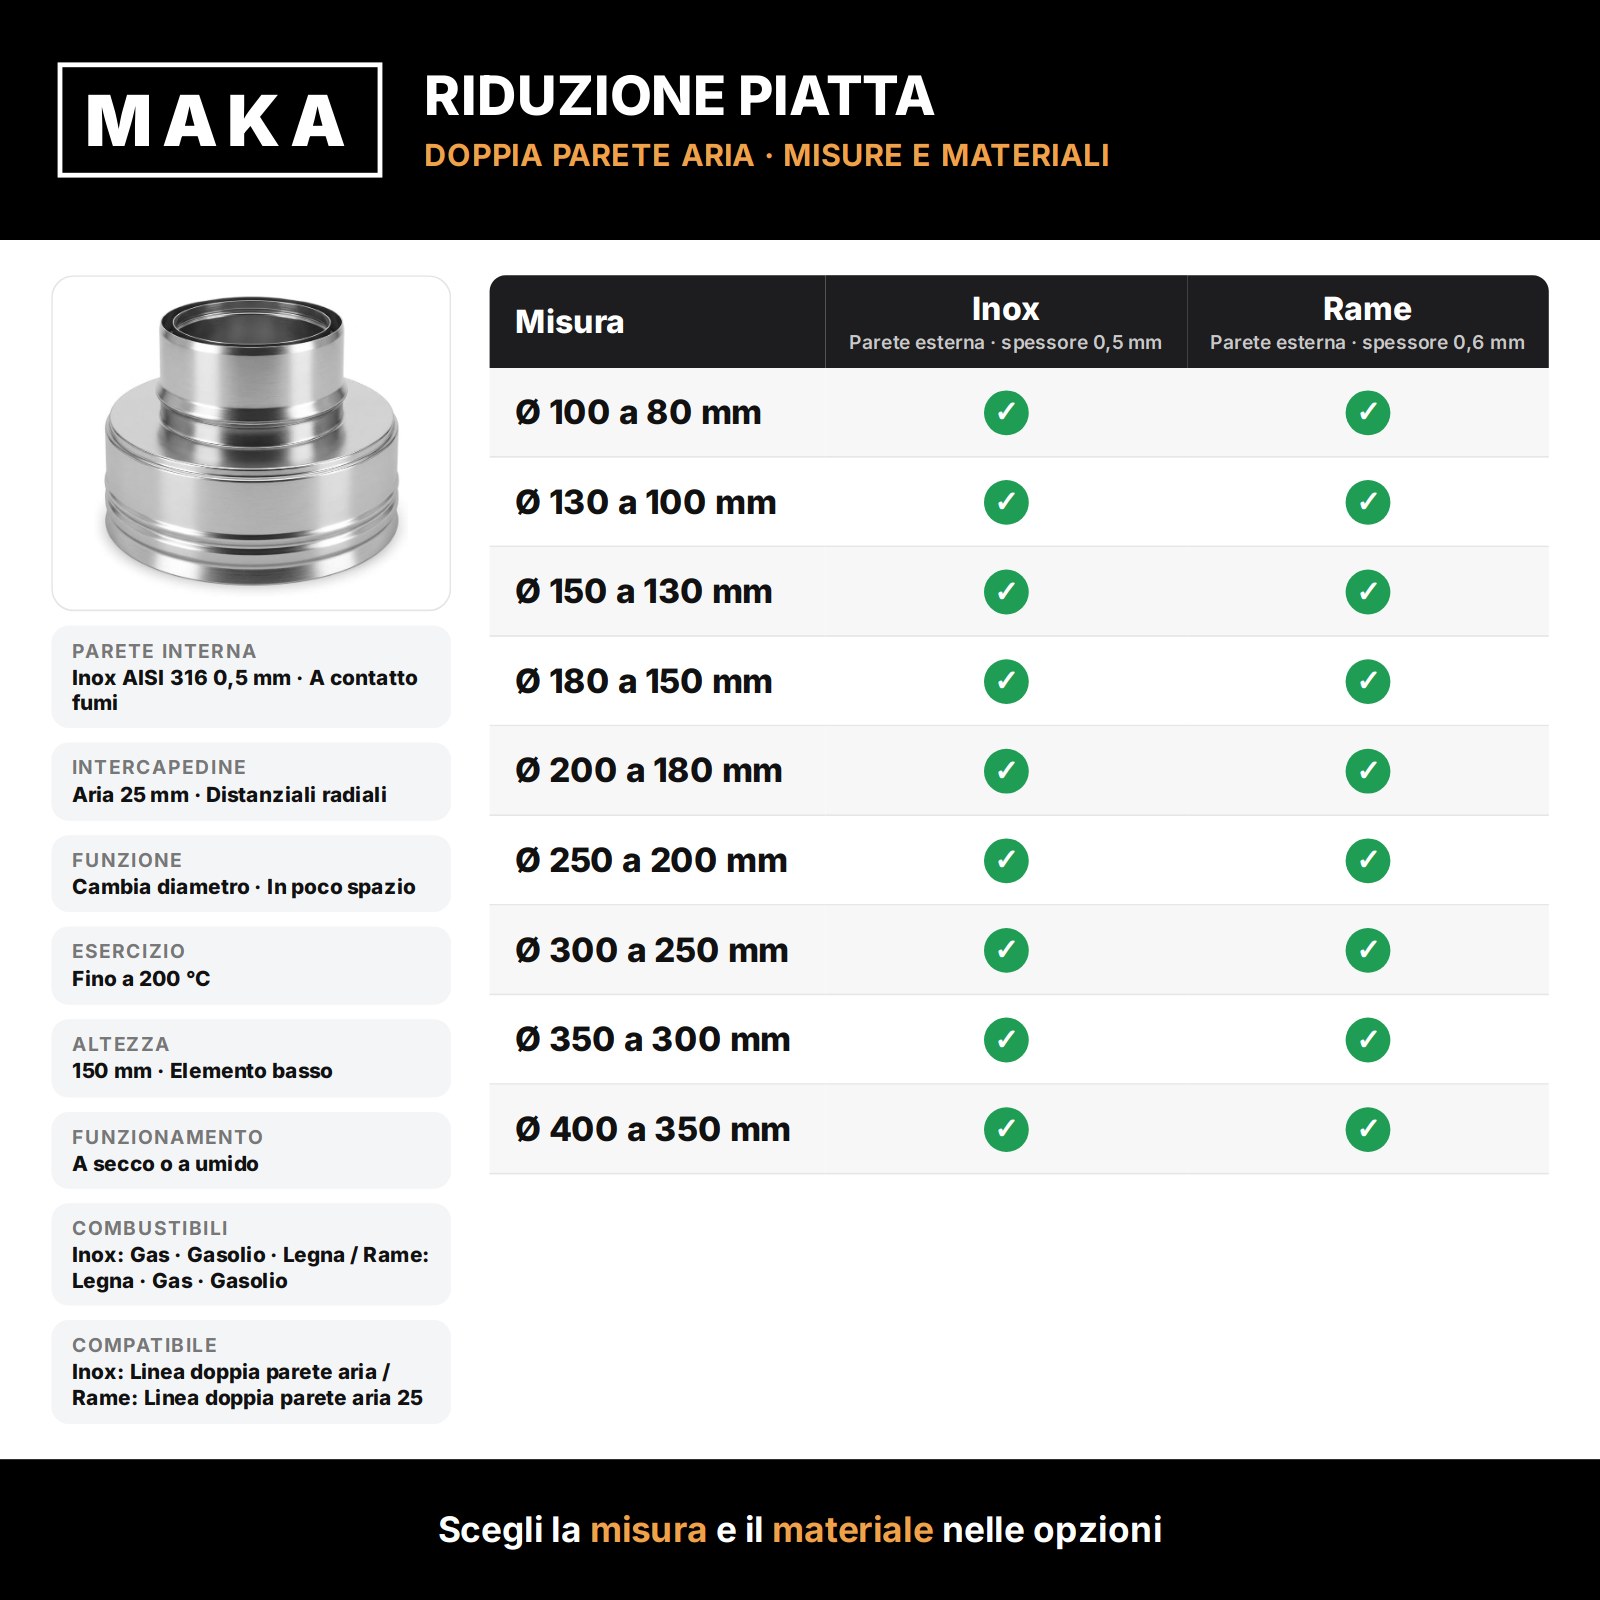 MAKA
RIDUZIONE PIATTA
DOPPIA PARETE ARIA · MISURE E MATERIALI
PARETE INTERNA
Inox AISI 316 0,5 mm · A contatto
fumi
INTERCAPEDINE
Aria 25 mm · Distanziali radiali
FUNZIONE
Cambia diametro · In poco spazio
ESERCIZIO
Fino a 200 °C
ALTEZZA
150 mm · Elemento basso
FUNZIONAMENTO
A secco o a umido
COMBUSTIBILI
Inox: Gas · Gasolio · Legna / Rame:
Legna · Gas · Gasolio
COMPATIBILE
Inox: Linea doppia parete aria /
Rame: Linea doppia parete aria 25
Misura Inox Rame
Parete esterna · spessore 0,5 mm Parete esterna · spessore 0,6 mm
Ø 100 a 80 mm ✓ ✓
Ø 130 a 100 mm ✓ ✓
Ø 150 a 130 mm ✓ ✓
Ø 180 a 150 mm ✓ ✓
Ø 200 a 180 mm ✓ ✓
Ø 250 a 200 mm ✓ ✓
Ø 300 a 250 mm ✓ ✓
Ø 350 a 300 mm ✓ ✓
Ø 400 a 350 mm ✓ ✓
Scegli la misura e il materiale nelle opzioni